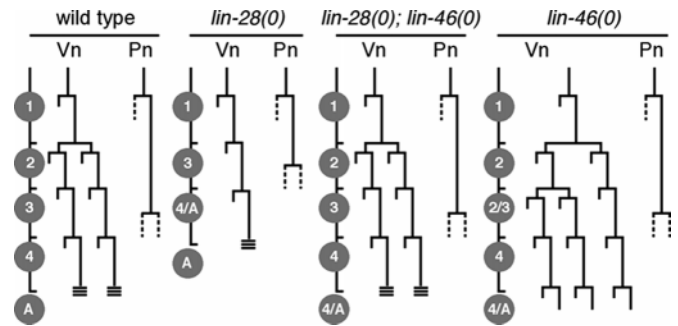 wild type
lin-28(0)
lin-28(0); lin-46(0)
lin-46(0)
Vn Pn
Vn Pn
Vn Pn
Vn Pn
1
2
3
4
A
1
3
4/A
A
1
2
3
4
4/A
1
2
2/3
4
4/A